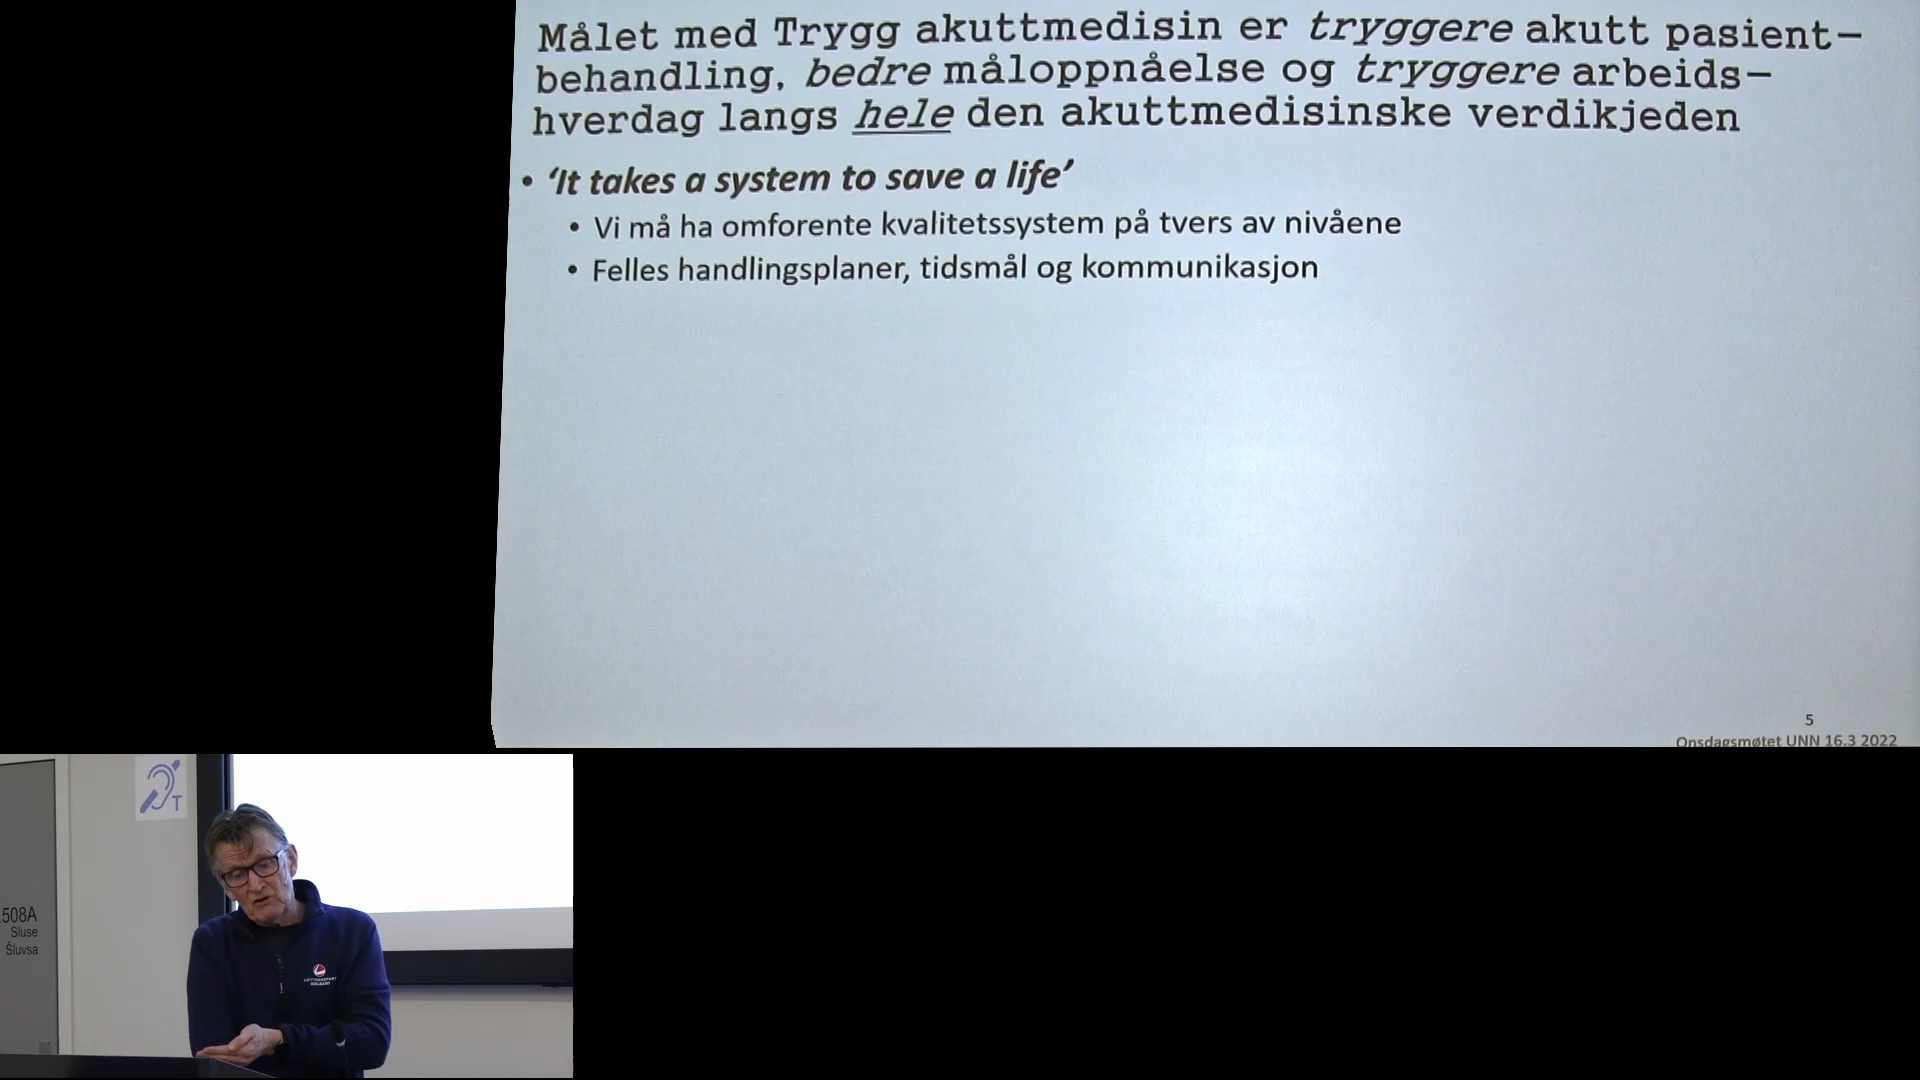 Målet med Trygg akuttmedisin er tryggere akutt pasient-
behandling, bedre måloppnåelse og tryggere arbeids-
hverdag langs hele den akuttmedisinske verdikjeden
• ‘It takes a system to save a life’
• Vi må ha omforente kvalitetssystem på tvers av nivåene
• Felles handlingsplaner, tidsmål og kommunikasjon
5
Onsdagsmøtet UNN 16.3 2022
T
508A
Sluse
Šluvsa
LUFTTRANSPORT